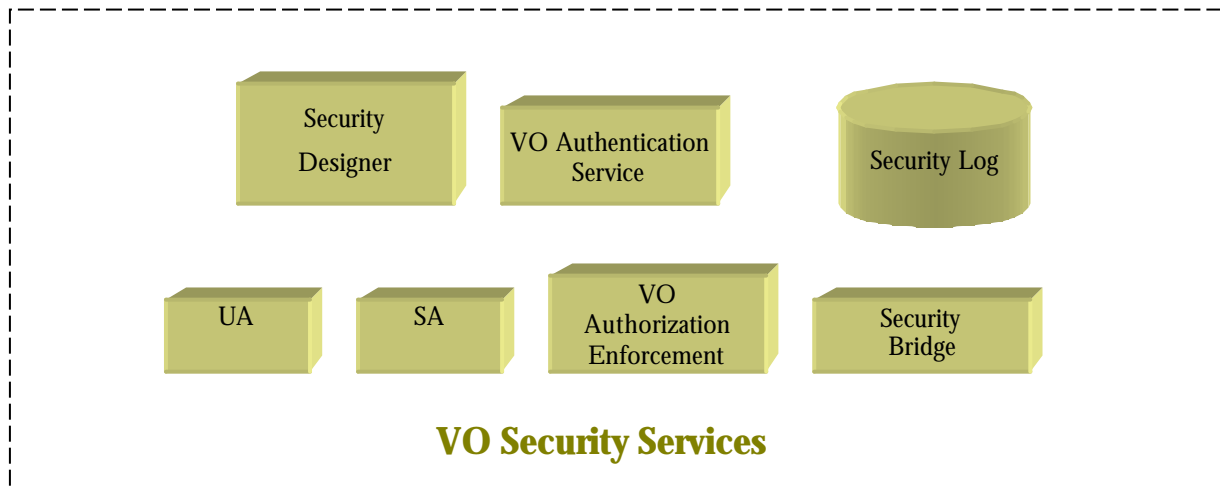 Security
Designer
VO Authentication
Service
Security Log
UA
SA
VO
Authorization
Enforcement
Security
Bridge
VO Security Services